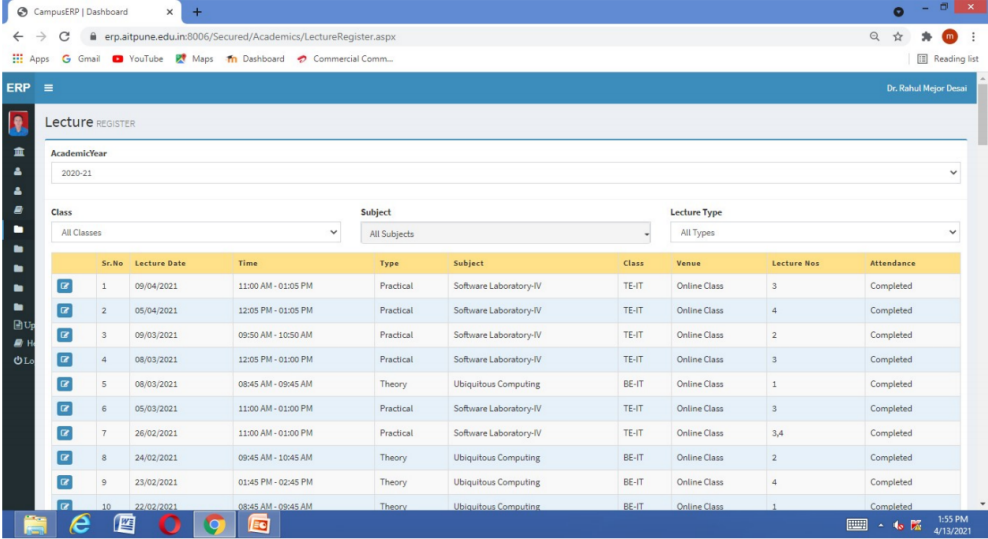 CampusERP | Dashboard
erp.aitpune.edu.in:8006/Secured/Academics/LectureRegister.aspx
m
Apps Gmail YouTube Maps Dashboard Commercial Comm... Reading list
ERP Dr. Rahul Mejor Desai
Lecture REGISTER
AcademicYear
2020-21
Class Subject Lecture Type
All Classes All Subjects All Types
Sr.No Lecture Date Time Type Subject Class Venue Lecture Nos Attendance
1 09/04/2021 11:00 AM - 01:05 PM Practical Software Laboratory-IV TE-IT Online Class 3 Completed
2 05/04/2021 12:05 PM - 01:05 PM Practical Software Laboratory-IV TE-IT Online Class 4 Completed
3 09/03/2021 09:50 AM - 10:50 AM Practical Software Laboratory-IV TE-IT Online Class 2 Completed
4 08/03/2021 12:05 PM - 01:00 PM Practical Software Laboratory-IV TE-IT Online Class 3 Completed
5 08/03/2021 08:45 AM - 09:45 AM Theory Ubiquitous Computing BE-IT Online Class 1 Completed
6 05/03/2021 11:00 AM - 01:00 PM Practical Software Laboratory-IV TE-IT Online Class 3 Completed
Up
7 26/02/2021 11:00 AM - 01:00 PM Practical Software Laboratory-IV TE-IT Online Class 3,4 Completed
He
Lo
8 24/02/2021 09:45 AM - 10:45 AM Theory Ubiquitous Computing BE-IT Online Class 2 Completed
9 23/02/2021 01:45 PM - 02:45 PM Theory Ubiquitous Computing BE-IT Online Class 4 Completed
10 22/02/2021 08:45 AM - 09:45 AM Theory Ubiquitous Computing BE-IT Online Class 1 Completed
1:55 PM
4/13/2021